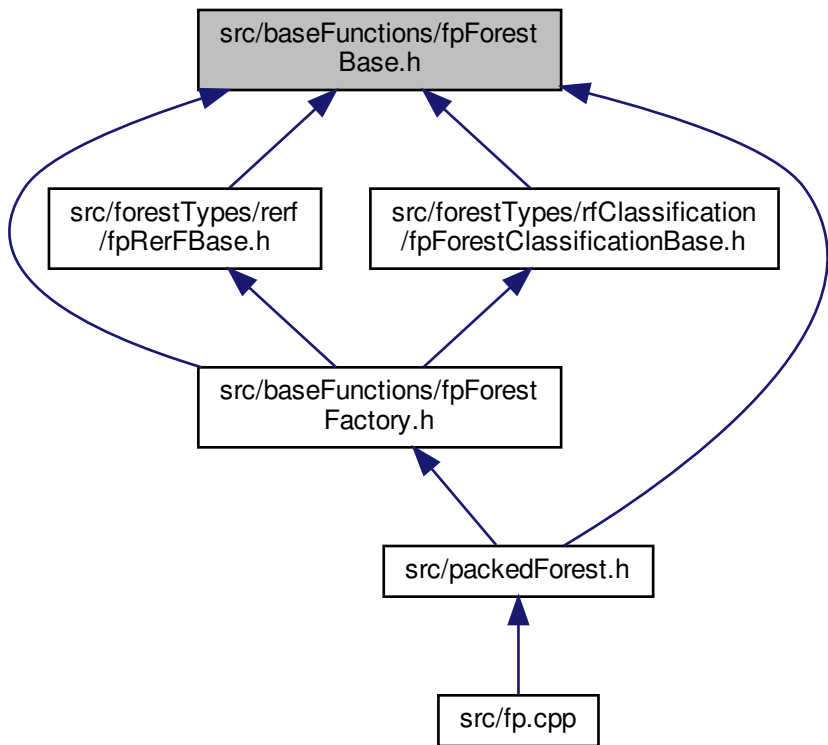 src/baseFunctions/fpForest
Base.h
src/forestTypes/rerf
/fpRerFBase.h
src/forestTypes/rfClassification
/fpForestClassificationBase.h
src/baseFunctions/fpForest
Factory.h
src/packedForest.h
src/fp.cpp